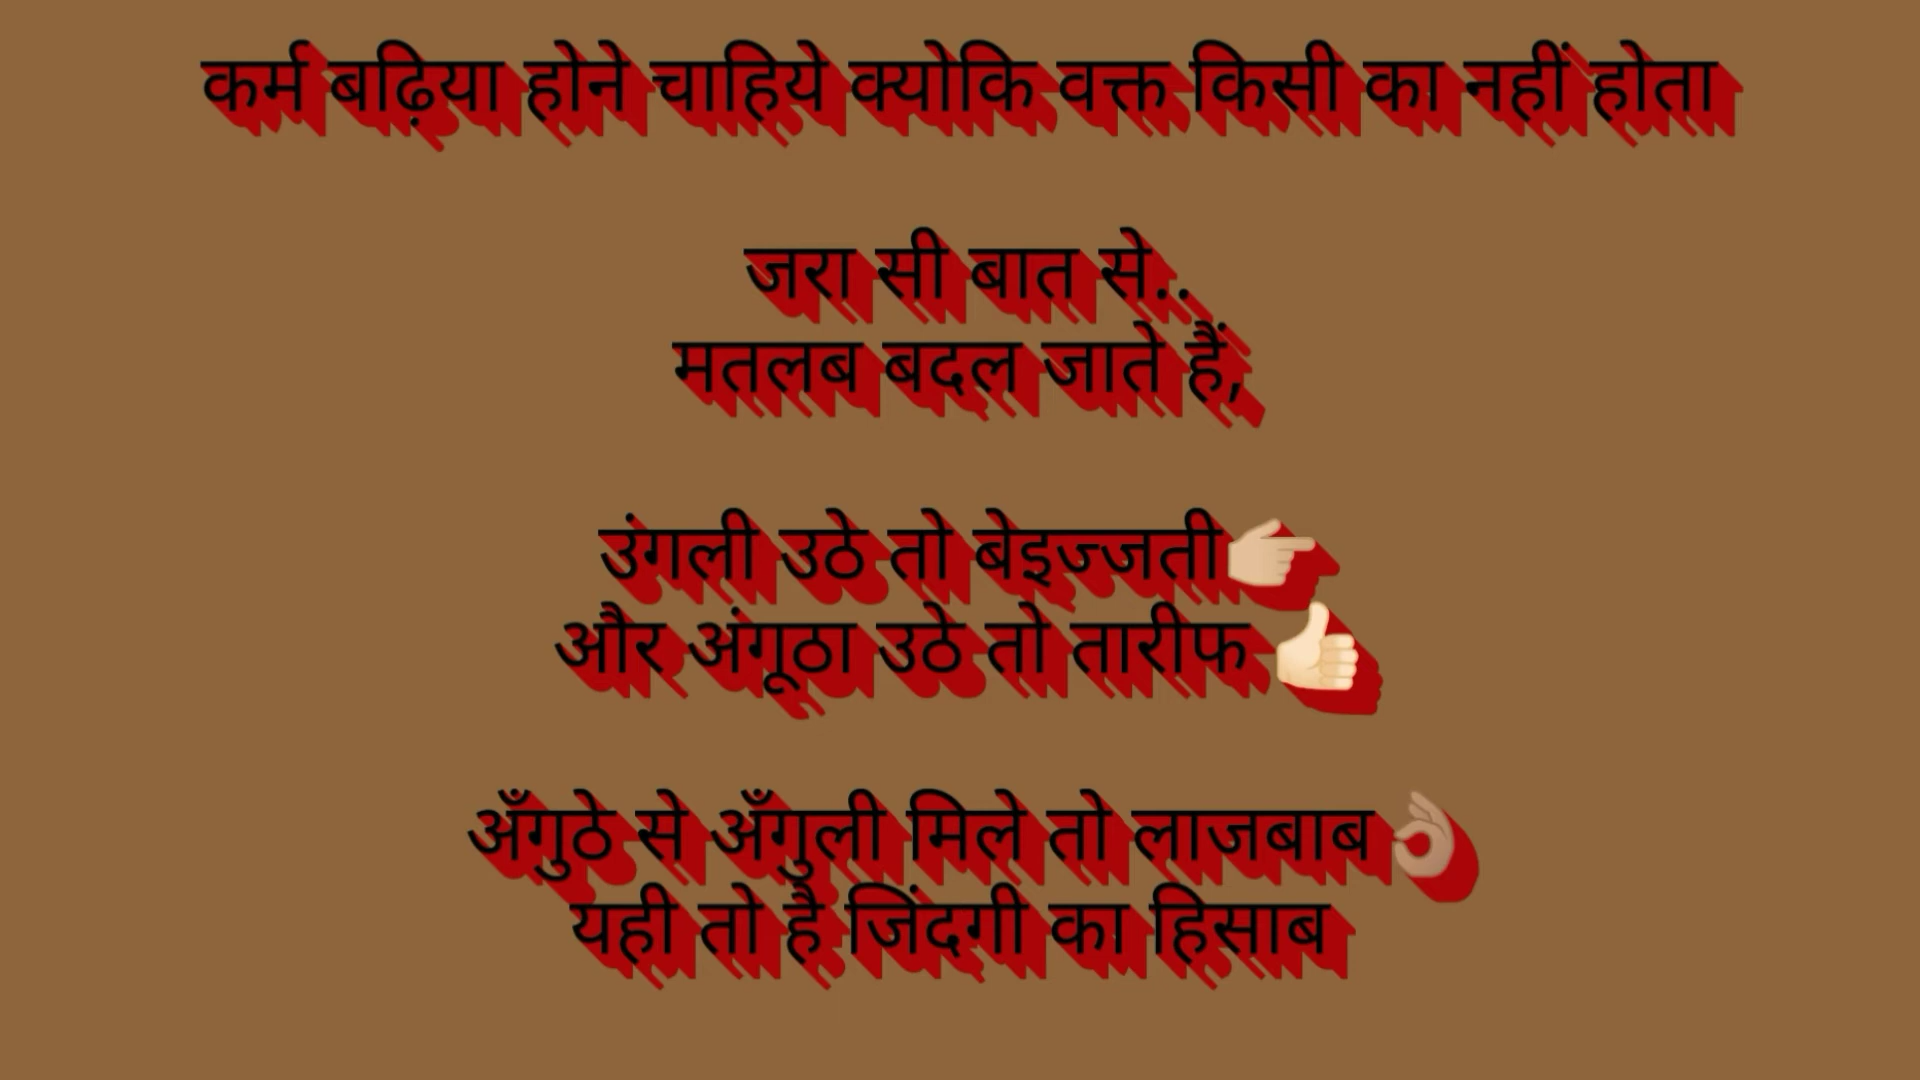 कर्म बढ़िया होने चाहिये क्योकि वक्त किसी का नहीं होता
जरा सी बात से..
मतलब बदल जाते हैं,
उंगली उठे तो बेइज्जती👉🏻
और अंगूठा उठे तो तारीफ 👍🏻
अँगुठे से अँगुली मिले तो लाजबाब👌🏽
यही तो है जिंदगी का हिसाब